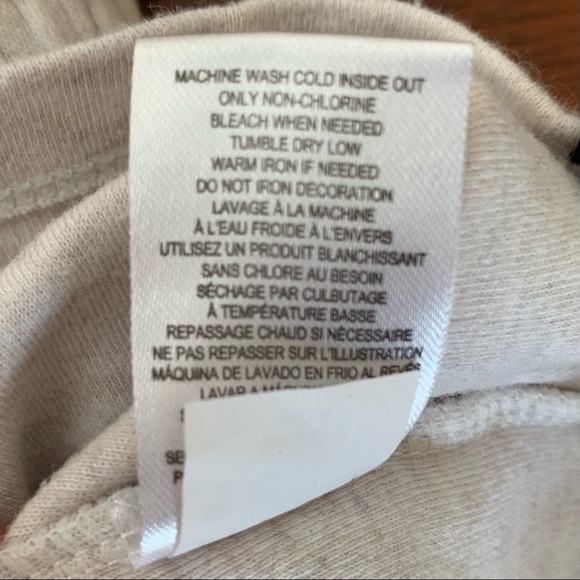 MACHINE WASH COLD INSIDE OUT
ONLY NON-CHLORINE
BLEACH WHEN NEEDED
TUMBLE DRY LOW
WARM IRON IF NEEDED
DO NOT IRON DECORATION
LAVAGE À LA MACHINE
À L'EAU FROIDE À L'ENVERS
UTILISEZ UN PRODUIT BLANCHISSANT
SANS CHLORE AU BESOIN
SÉCHAGE PAR CULBUTAGE
À TEMPÉRATURE BASSE
REPASSAGE CHAUD SI NÉCESSAIRE
NE PAS REPASSER SUR L'ILLUSTRATION
MÁQUINA DE LAVADO EN FRIO AL REVÉS
LAVAR A